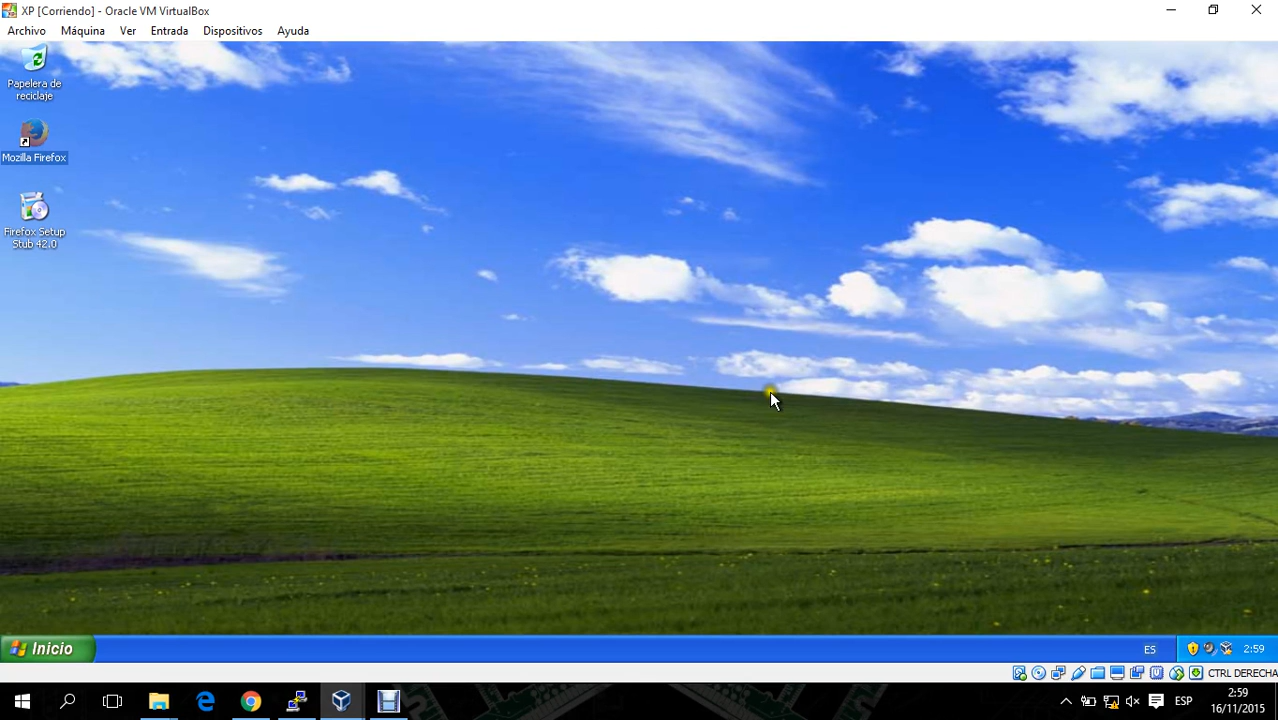 XP [Corriendo] - Oracle VM VirtualBox
Archivo Máquina Ver Entrada Dispositivos Ayuda
Papelera de
reciclaje
Mozilla Firefox
Firefox Setup
Stub 42.0
Inicio
ES
2:59
CTRL DERECHA
ESP
2:59
16/11/2015